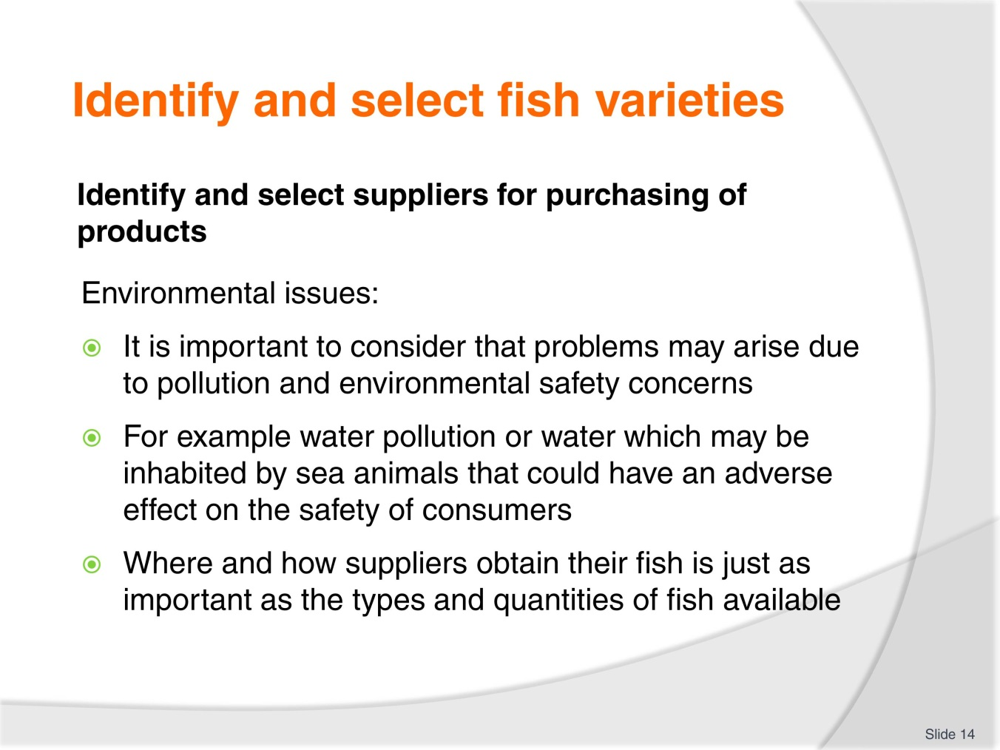 Identify and select fish varieties
Identify and select suppliers for purchasing of
products
Environmental issues:
It is important to consider that problems may arise due
to pollution and environmental safety concerns
For example water pollution or water which may be
inhabited by sea animals that could have an adverse
effect on the safety of consumers
Where and how suppliers obtain their fish is just as
important as the types and quantities of fish available
Slide 14